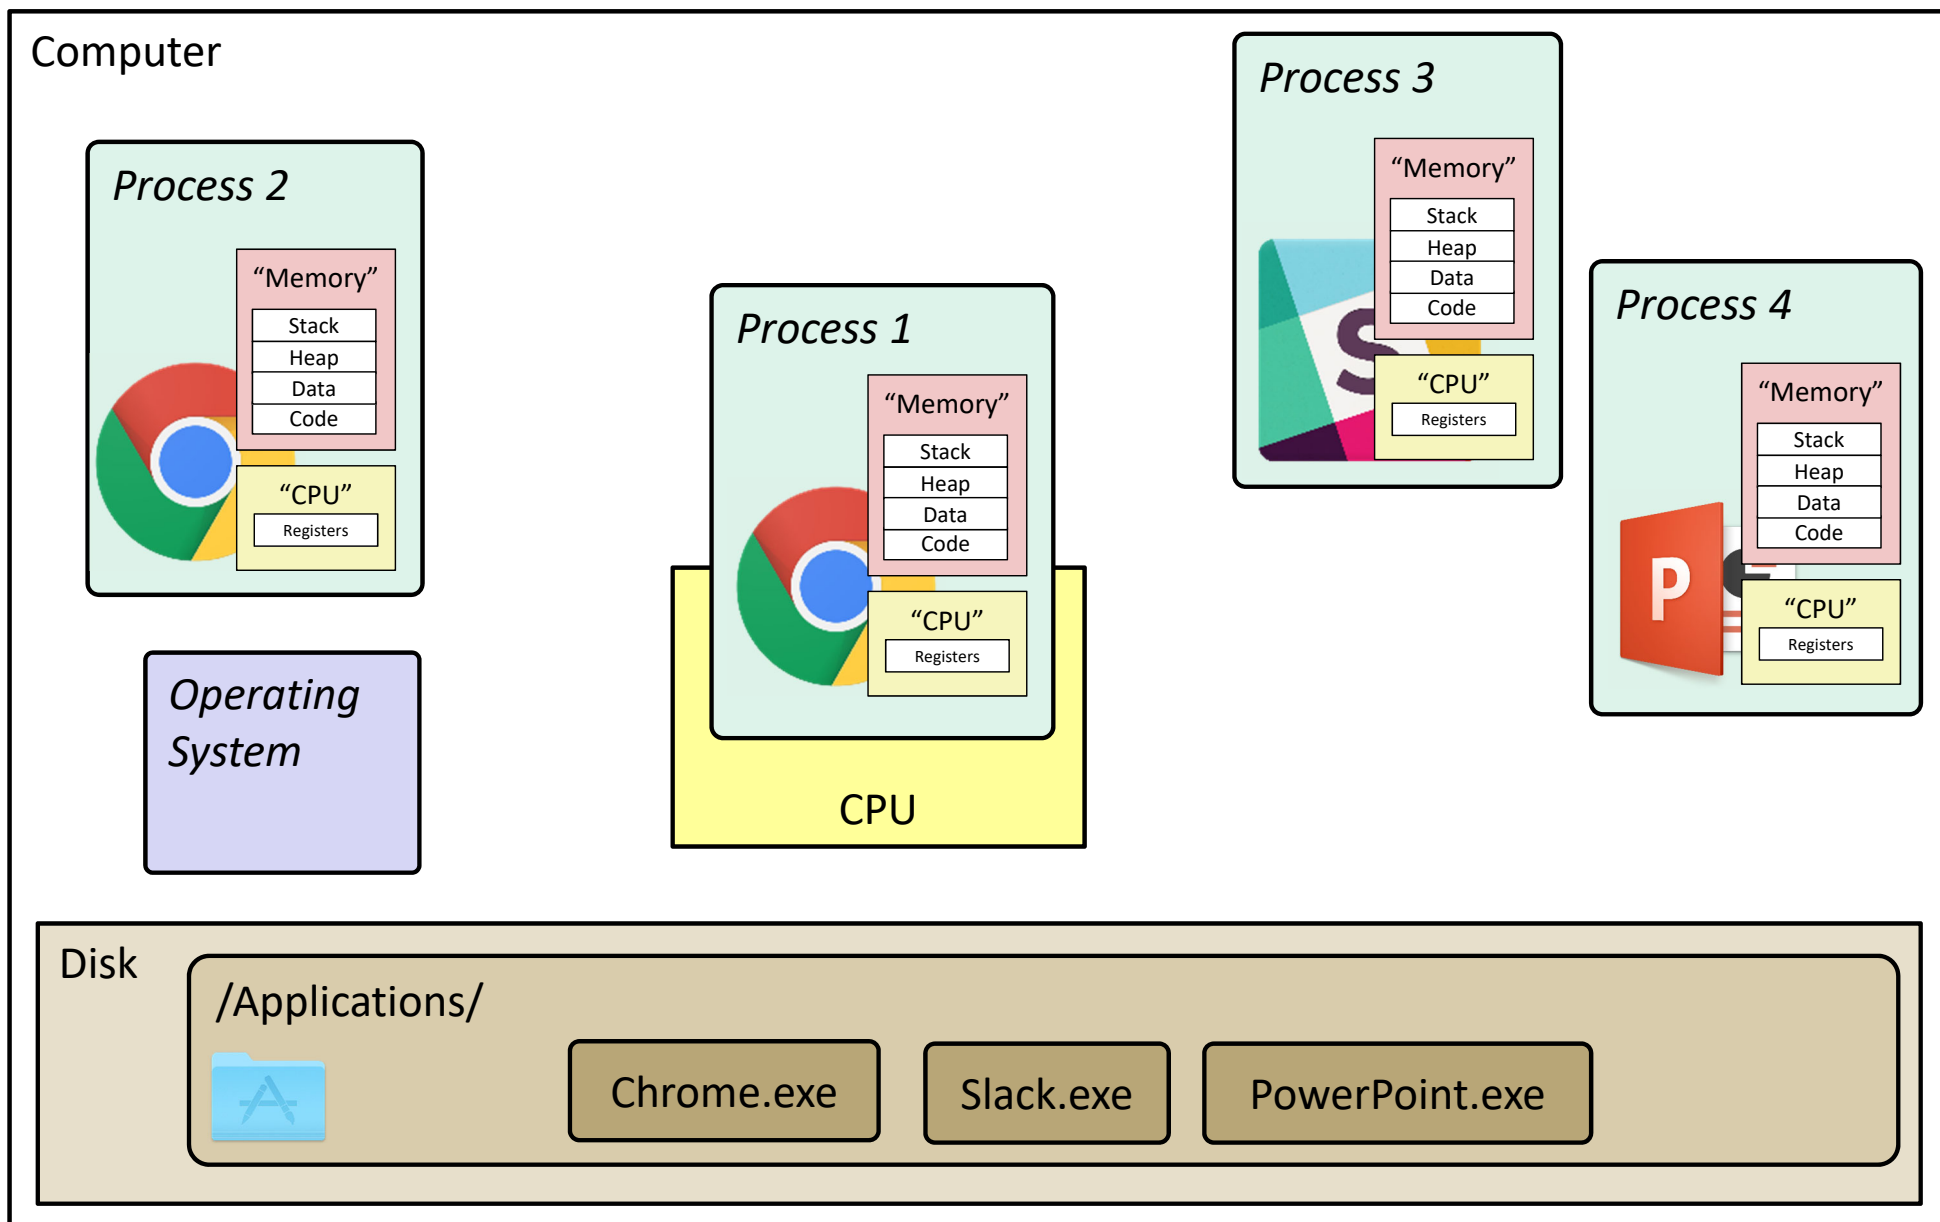 Computer
Process 2
“Memory”
Stack
Heap
Data
Code
“CPU”
Registers
Process 1
“Memory”
Stack
Heap
Data
Code
“CPU”
Registers
CPU
Process 3
“Memory”
Stack
Heap
Data
Code
“CPU”
Registers
S
Process 4
“Memory”
Stack
Heap
Data
Code
“CPU”
Registers
P
Operating
System
Disk
/Applications/
Chrome.exe
Slack.exe
PowerPoint.exe